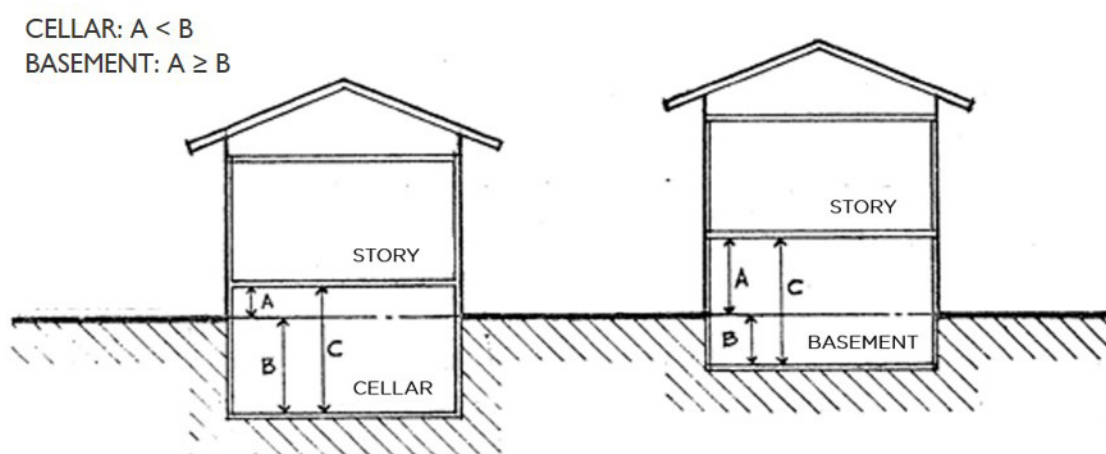 CELLAR: A < B
BASEMENT: A ≥ B
STORY
A
C
B
CELLAR
STORY
A
C
B
BASEMENT